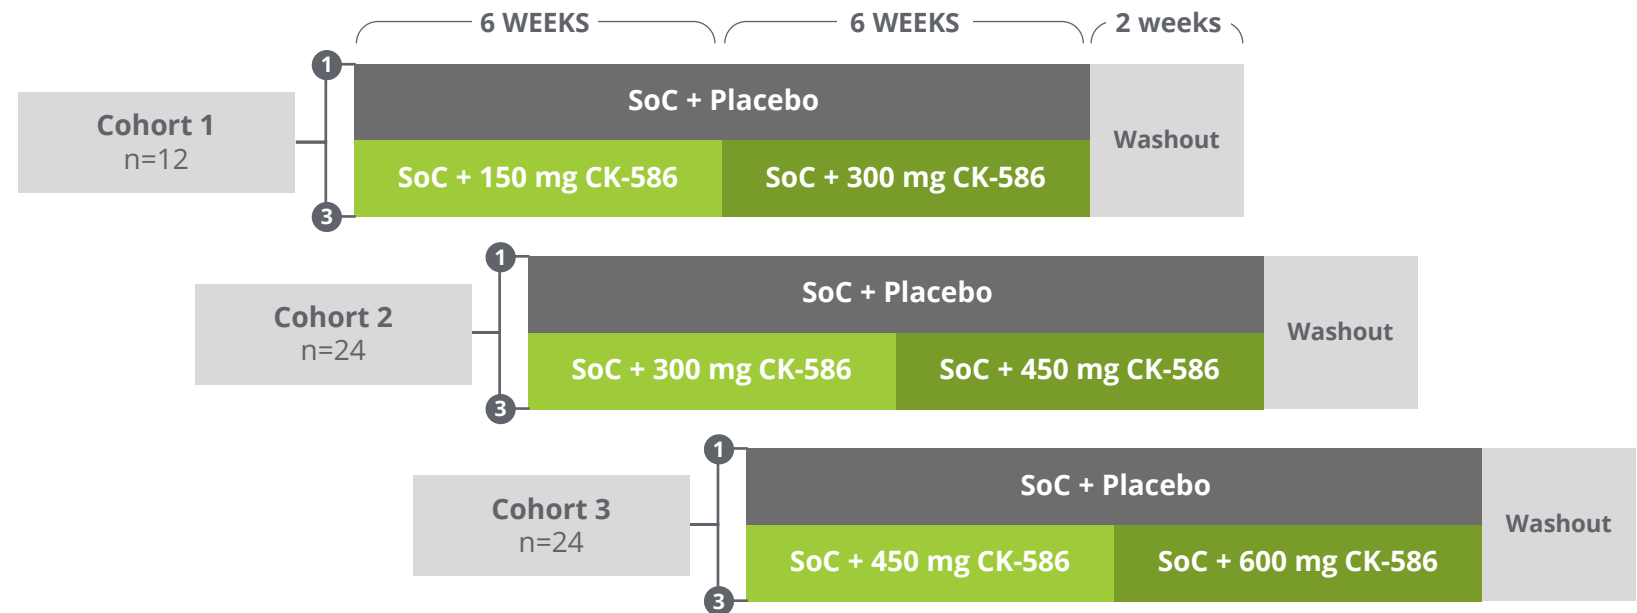 6 WEEKS
6 WEEKS
2 weeks
1
SoC + Placebo
Cohort 1
n=12
Washout
SoC + 150 mg CK-586
SoC + 300 mg CK-586
3
1
SoC + Placebo
Cohort 2
n=24
Washout
SoC + 300 mg CK-586
SoC + 450 mg CK-586
3
1
SoC + Placebo
Cohort 3
n=24
Washout
SoC + 450 mg CK-586
SoC + 600 mg CK-586
3